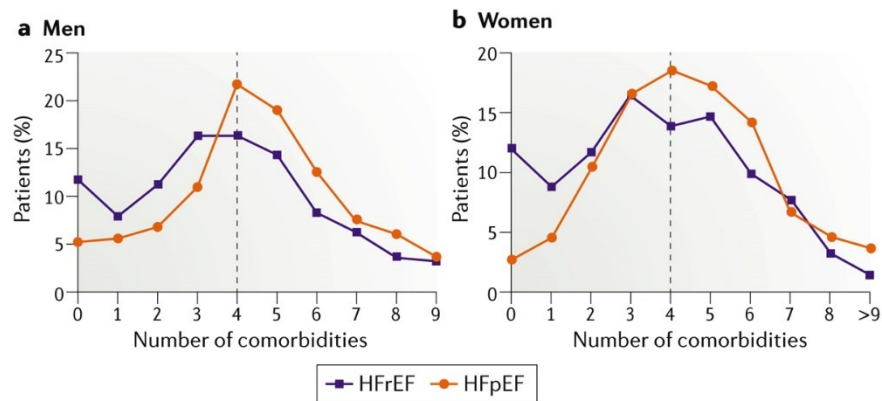 a Men
25
20
15
10
5
0
Patients (%)
0 1 2 3 4 5 6 7 8 9
Number of comorbidities
b Women
20
15
10
5
0
Patients (%)
0 1 2 3 4 5 6 7 8 >9
Number of comorbidities
HFrEF HFpEF